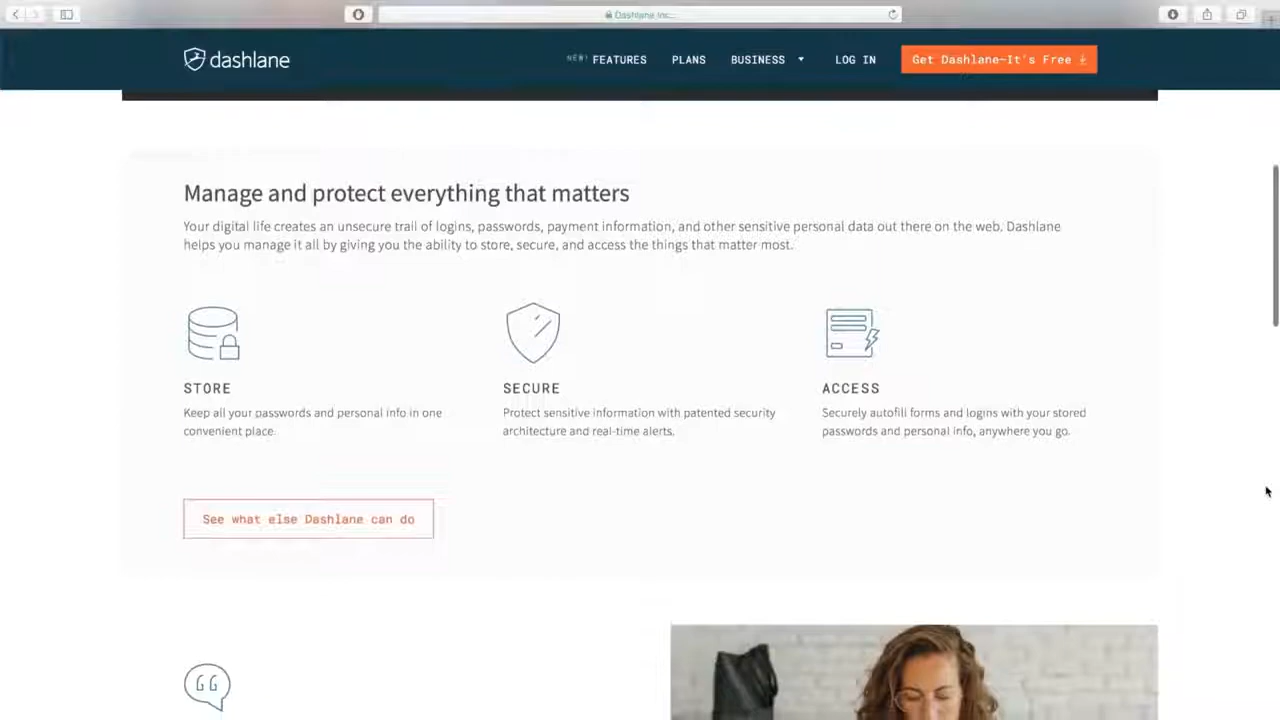 Dashlane Inc.
dashlane
NEW! FEATURES
PLANS
BUSINESS
LOG IN
Get Dashlane—It's Free
Manage and protect everything that matters
Your digital life creates an unsecure trail of logins, passwords, payment information, and other sensitive personal data out there on the web. Dashlane
helps you manage it all by giving you the ability to store, secure, and access the things that matter most.
STORE
Keep all your passwords and personal info in one
convenient place.
SECURE
Protect sensitive information with patented security
architecture and real-time alerts.
ACCESS
Securely autofill forms and logins with your stored
passwords and personal info, anywhere you go.
See what else Dashlane can do